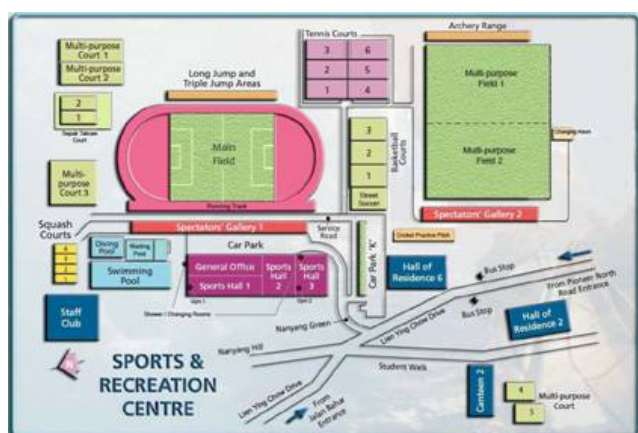 Archery Range
Tennis Courts
3 6
2 5
1 4
Multi-purpose
Court 1
Multi-purpose
Court 2
Long Jump and
Triple Jump Areas
Multi-purpose
Field 1
2
1
Sepak Takraw
Court
Main
Field
3
2
1
Basketball
Courts
Street
Soccer
Multi-purpose
Field 2
Changing Room
Multi-
purpose
Court 3
Running Track
Squash
Courts
Spectators' Gallery 1
Service
Road
Spectators' Gallery 2
Cricket Practice Pitch
4
3
2
1
Diving
Pool
Wading
Pool
Swimming
Pool
Car Park
General Office
Sports Hall 1
Sports
Hall
2
Sports
Hall
3
Gym 1
Gym 2
Shower / Changing Rooms
Car Park 'K'
Hall of
Residence 6
Bus Stop
From Pioneer North
Road Entrance
Staff
Club
Nanyang Green
Lien Ying Chow Drive
Bus Stop
Hall of
Residence 2
Nanyang Hill
SPORTS &
RECREATION
CENTRE
Student Walk
Lien Ying Chow Drive
From
Jalan Bahar
Entrance
Canteen 2
4
5
Multi-purpose
Court